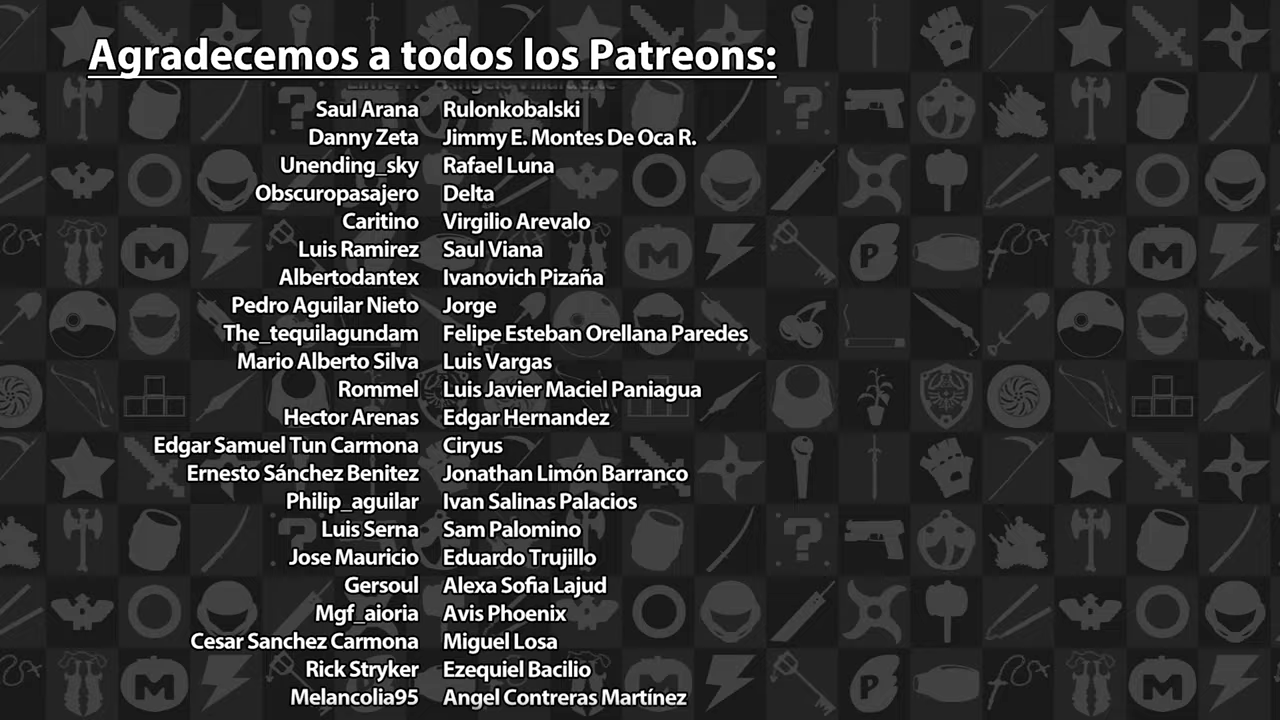 Agradecemos a todos los Patreons:
Saul Arana Rulonkobalski
Danny Zeta Jimmy E. Montes De Oca R.
Unending_sky Rafael Luna
Obscuropasajero Delta
Caritino Virgilio Arevalo
Luis Ramirez Saul Viana
Albertodantex Ivanovich Pizaña
Pedro Aguilar Nieto Jorge
The_tequilagundam Felipe Esteban Orellana Paredes
Mario Alberto Silva Luis Vargas
Rommel Luis Javier Maciel Paniagua
Hector Arenas Edgar Hernandez
Edgar Samuel Tun Carmona Ciryus
Ernesto Sánchez Benitez Jonathan Limón Barranco
Philip_aguilar Ivan Salinas Palacios
Luis Serna Sam Palomino
Jose Mauricio Eduardo Trujillo
Gersoul Alexa Sofia Lajud
Mgf_aioria Avis Phoenix
Cesar Sanchez Carmona Miguel Losa
Rick Stryker Ezequiel Bacilio
Melancolia95 Angel Contreras Martínez